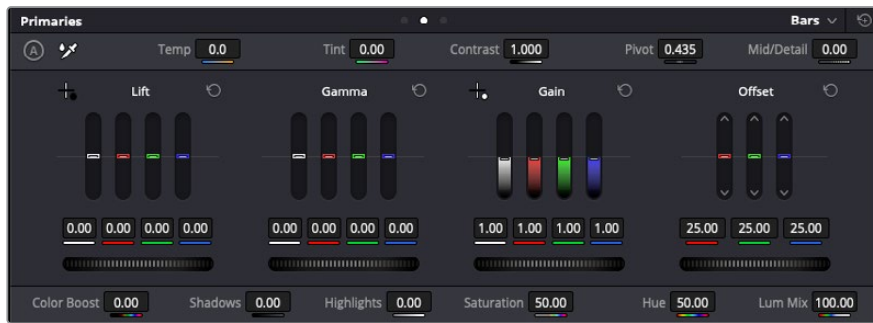 Primaries Bars
A Temp 0.0 Tint 0.00 Contrast 1.000 Pivot 0.435 Mid/Detail 0.00
Lift Gamma Gain Offset
0.00 0.00 0.00 0.00 0.00 0.00 0.00 0.00 1.00 1.00 1.00 1.00 25.00 25.00 25.00
Color Boost 0.00 Shadows 0.00 Highlights 0.00 Saturation 50.00 Hue 50.00 Lum Mix 100.00